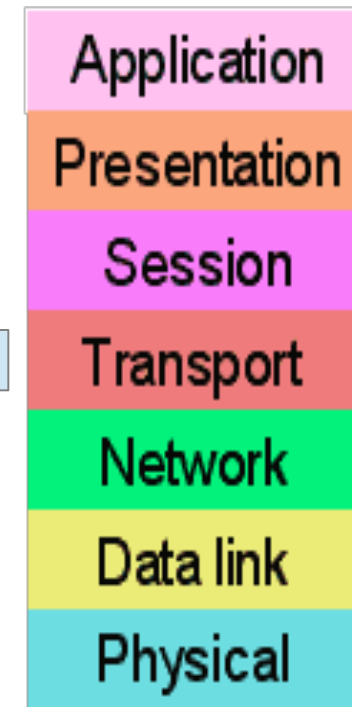 Application
Presentation
Session
Transport
Network
Data link
Physical